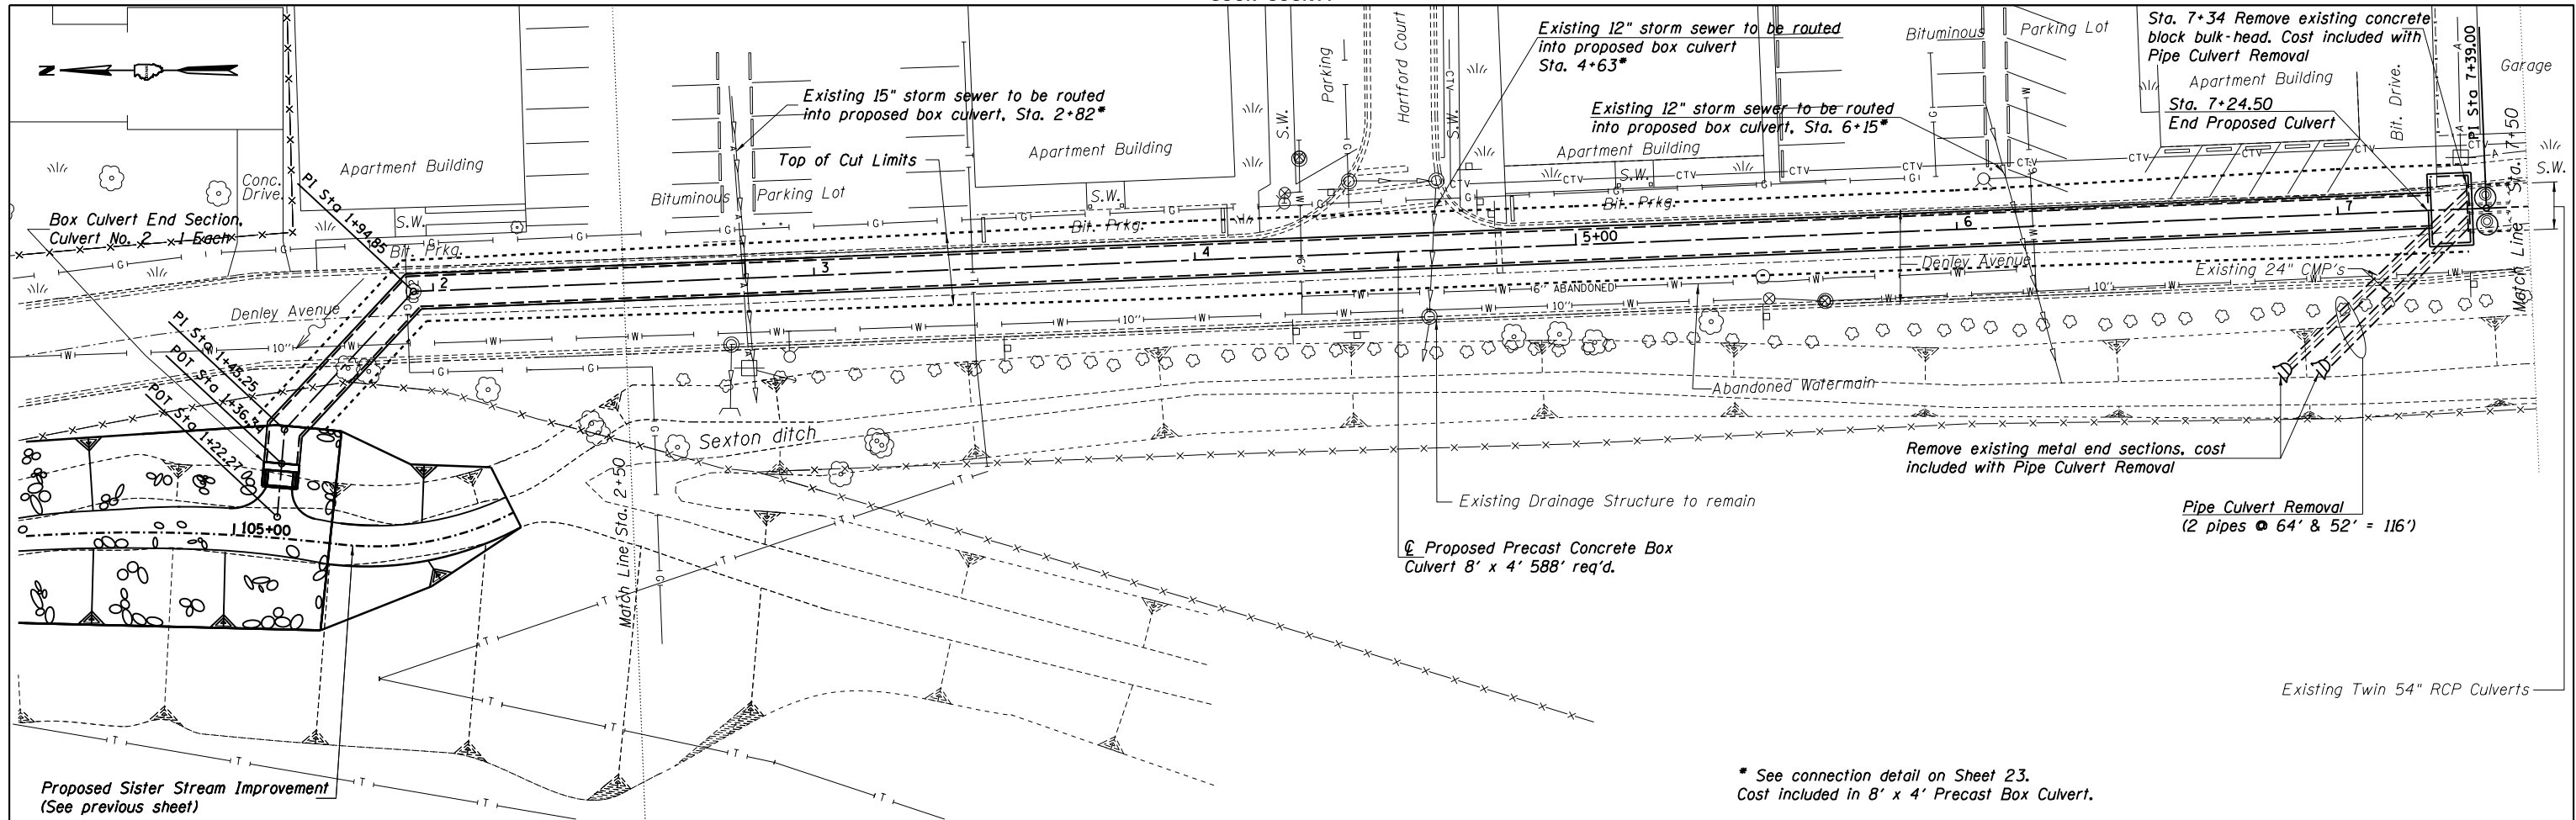 Existing 12" storm sewer to be routed
into proposed box culvert
Sta. 4+63*
Sta. 7+34 Remove existing concrete
block bulk-head. Cost included with
Pipe Culvert Removal
Bituminous
Parking Lot
Parking
Hartford Court
CTV
S.W.
S.W.
PI Sta 7+39.00
Garage
Apartment Building
Bit. Drive.
N
Existing 15" storm sewer to be routed
into proposed box culvert, Sta. 2+82*
Existing 12" storm sewer to be routed
into proposed box culvert, Sta. 6+15*
Sta. 7+24.50
End Proposed Culvert
Top of Cut Limits
Apartment Building
Apartment Building
Apartment Building
Conc.
Drive.
PI Sta 1+94.85
Bituminous
Parking Lot
S.W.
S.W.
S.W.
S.W.
Box Culvert End Section,
Culvert No. 2 1 Each
Bit. Prkg.
Bit. Prkg.
Bit. Prkg.
2
3
4
5+00
6
7
Match Line Sta. 7+50
Denley Avenue
Denley Avenue
Existing 24" CMP's
6" ABANDONED
10"
10"
10"
PI Sta 1+45.25
POT Sta 1+36.34
POT Sta 1+22.27
Abandoned Watermain
Sexton ditch
Match Line Sta. 2+50
Remove existing metal end sections, cost
included with Pipe Culvert Removal
Existing Drainage Structure to remain
Pipe Culvert Removal
(2 pipes @ 64' & 52' = 116')
105+00
℄ Proposed Precast Concrete Box
Culvert 8' x 4' 588' req'd.
Existing Twin 54" RCP Culverts
Proposed Sister Stream Improvement
(See previous sheet)
* See connection detail on Sheet 23.
Cost included in 8' x 4' Precast Box Culvert.